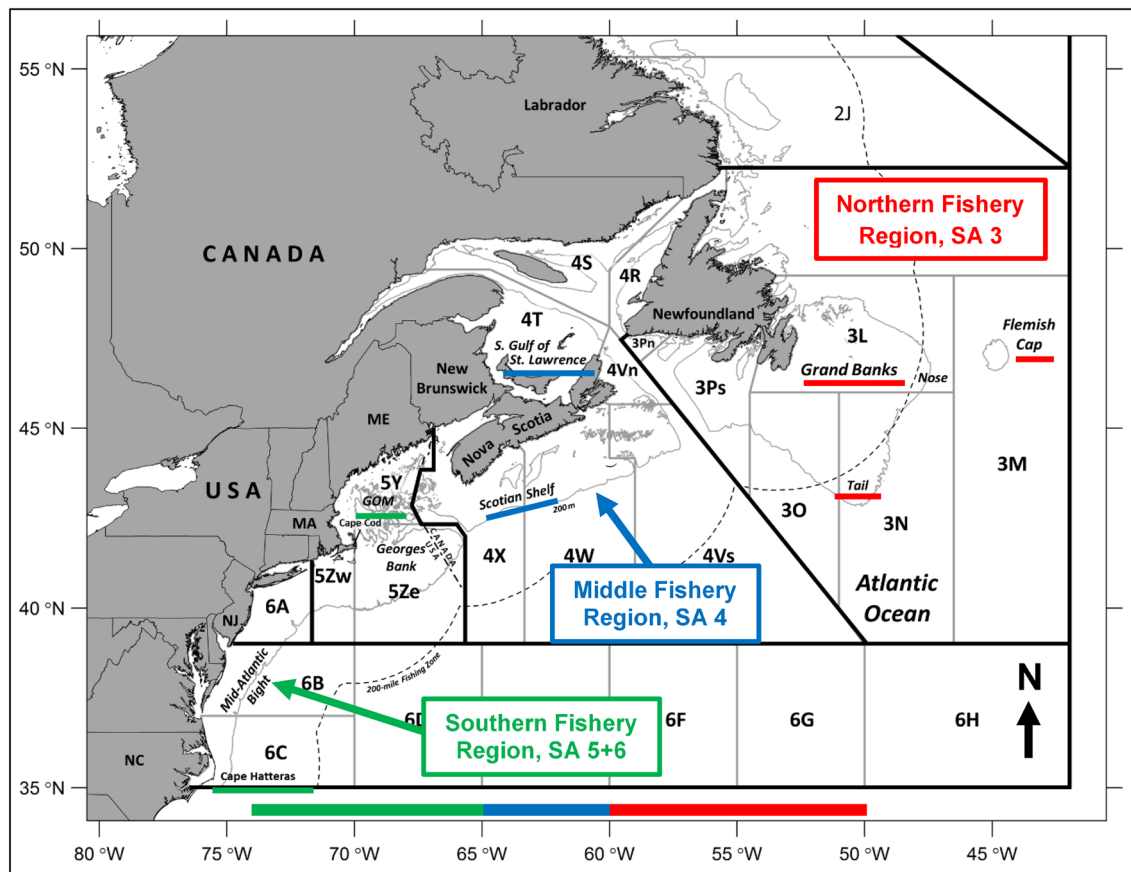 55 °N
50 °N
45 °N
40 °N
35 °N
80 °W
75 °W
70 °W
65 °W
60 °W
55 °W
50 °W
45 °W
Labrador
2J
Northern Fishery
Region, SA 3
CANADA
4S
4R
Newfoundland
4T
S. Gulf of
St. Lawrence
3Pn
3L
Flemish
Cap
New
Brunswick
4Vn
3Ps
Grand Banks
Nose
ME
Nova
Scotia
3M
USA
5Y
GOM
Cape Cod
MA
Scotian Shelf
200 m
Tail
3O
3N
CANADA
USA
Georges
Bank
5Zw
5Ze
4X
4W
4Vs
Middle Fishery
Region, SA 4
Atlantic
Ocean
6A
NJ
Mid-Atlantic
Bight
6B
200-mile Fishing Zone
Southern Fishery
Region, SA 5+6
6D
6F
6G
6H
N
NC
6C
Cape Hatteras